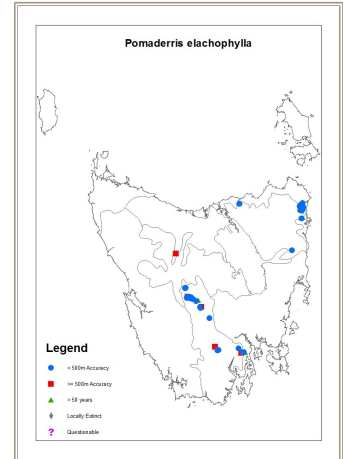 Pomaderris elachophylla
Legend
< 500m Accuracy
>= 500m Accuracy
> 50 years
Locally Extinct
? Questionable